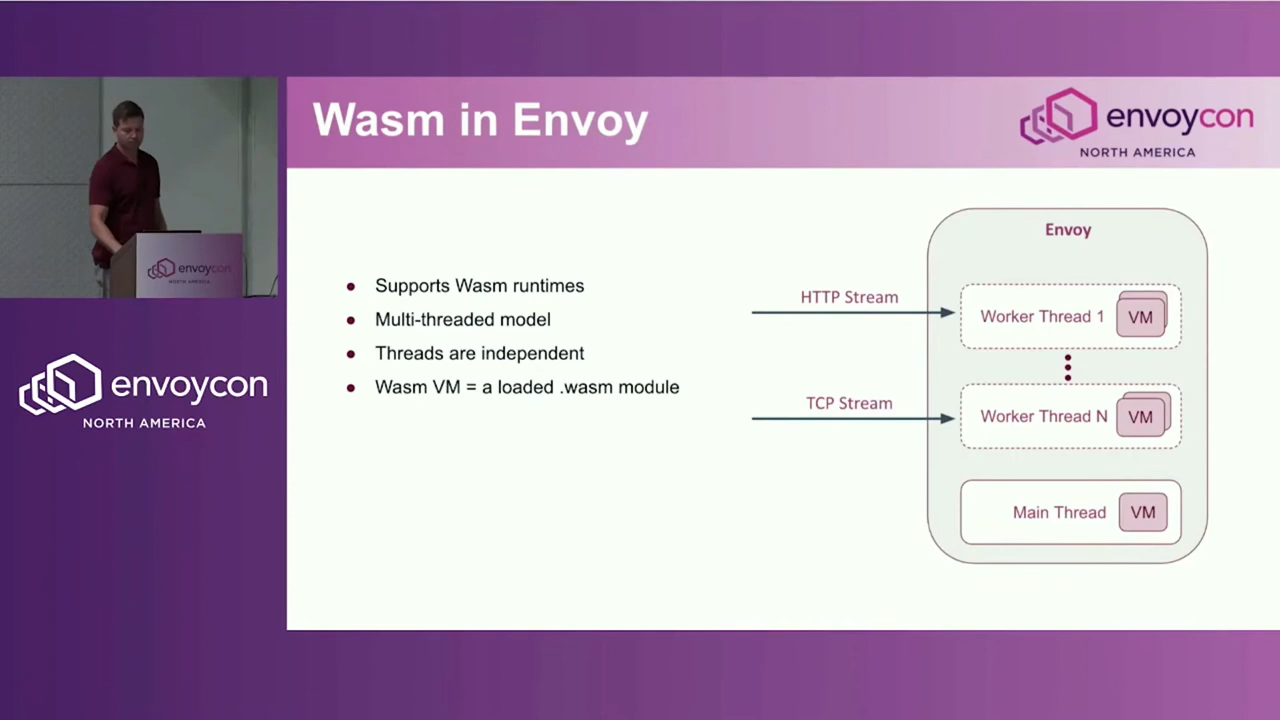 Wasm in Envoy
envoycon
NORTH AMERICA
envoycon
NORTH AMERICA
envoycon
NORTH AMERICA
Supports Wasm runtimes
Multi-threaded model
Threads are independent
Wasm VM = a loaded .wasm module
Envoy
HTTP Stream
Worker Thread 1
VM
TCP Stream
Worker Thread N
VM
Main Thread
VM